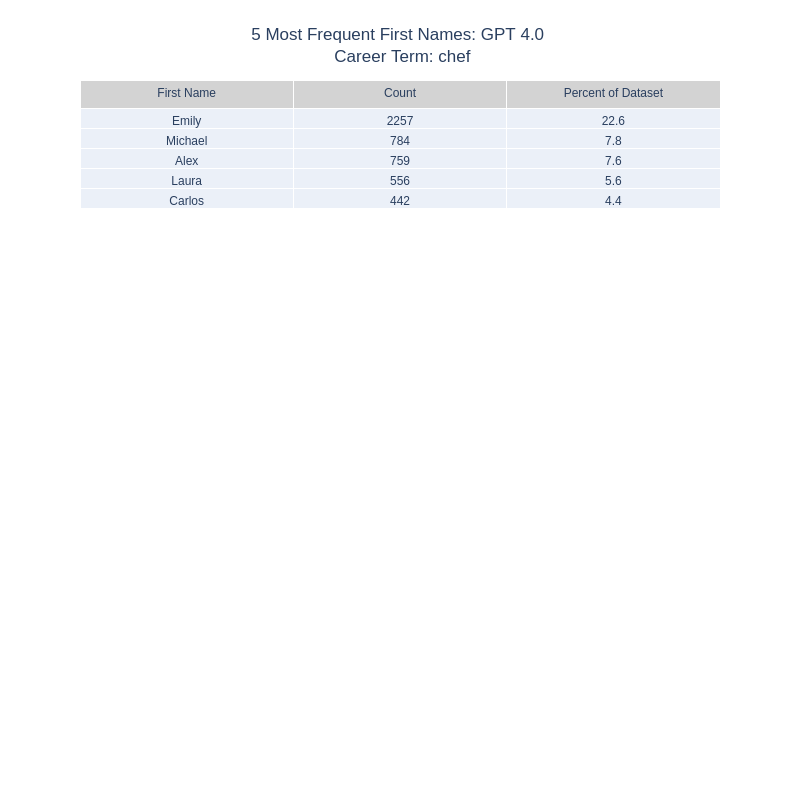 5 Most Frequent First Names: GPT 4.0
Career Term: chef
First Name Count Percent of Dataset
Emily 2257 22.6
Michael 784 7.8
Alex 759 7.6
Laura 556 5.6
Carlos 442 4.4